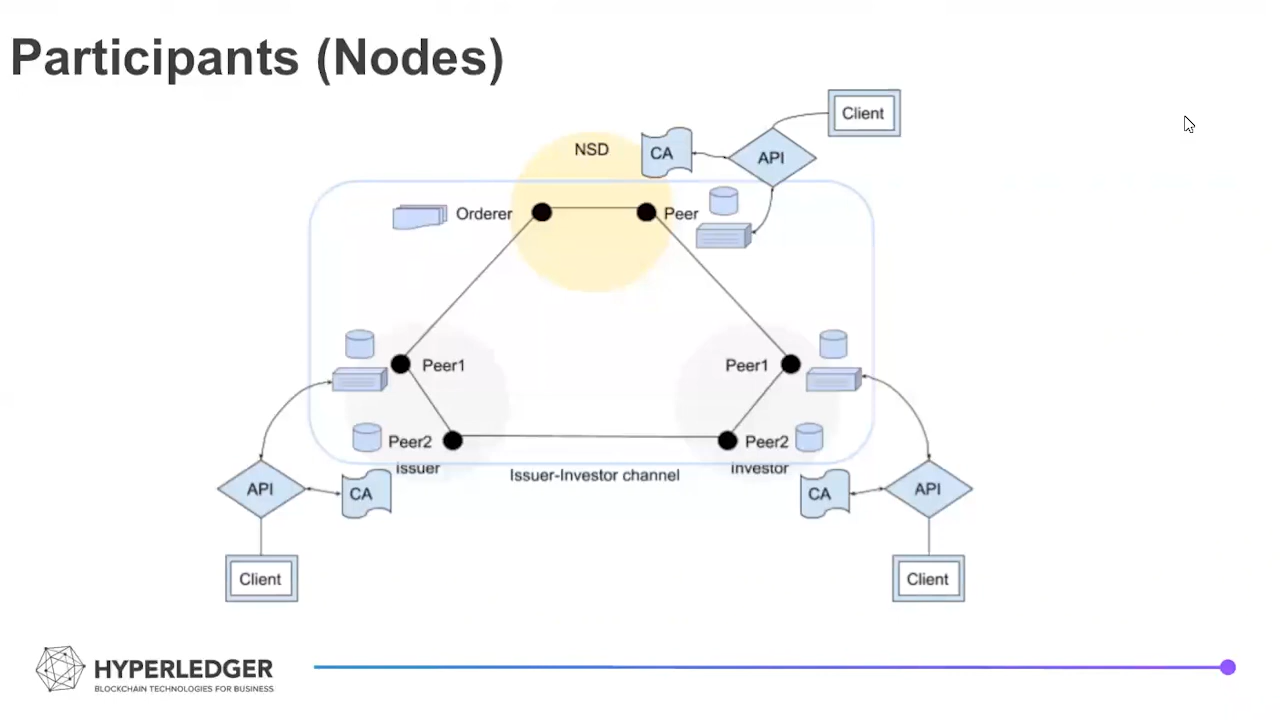 Participants (Nodes)
Client
NSD
CA
API
Orderer
Peer
Peer1
Peer1
Peer2
Peer2
Issuer
Investor
Issuer-Investor channel
API
CA
CA
API
Client
Client
HYPERLEDGER
BLOCKCHAIN TECHNOLOGIES FOR BUSINESS